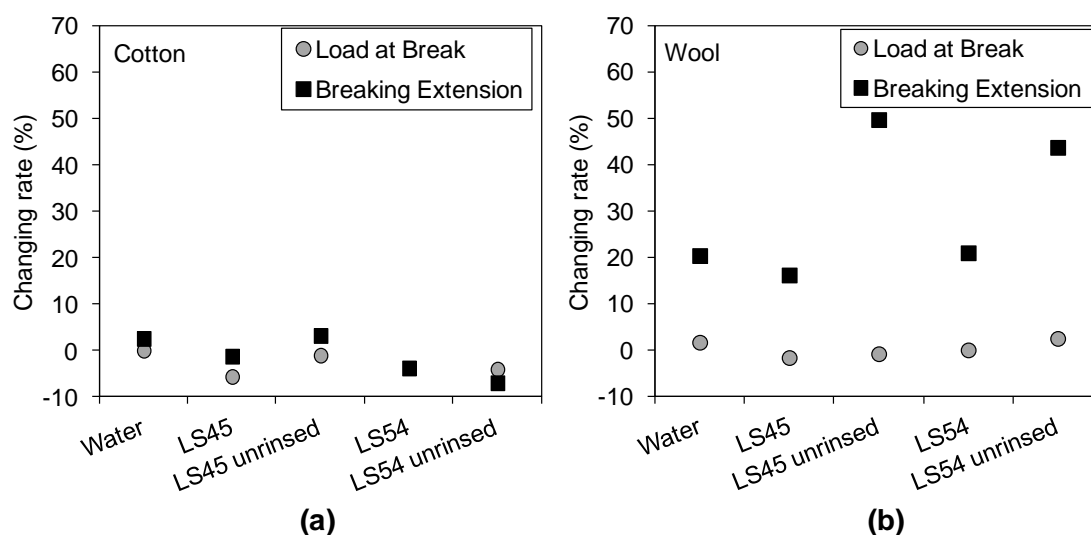 Cotton
Load at Break
Breaking Extension
Changing rate (%)
70
60
50
40
30
20
10
0
-10
Water
LS45
LS45 unrinsed
LS54
LS54 unrinsed
(a)
Wool
Load at Break
Breaking Extension
Changing rate (%)
70
60
50
40
30
20
10
0
-10
Water
LS45
LS45 unrinsed
LS54
LS54 unrinsed
(b)